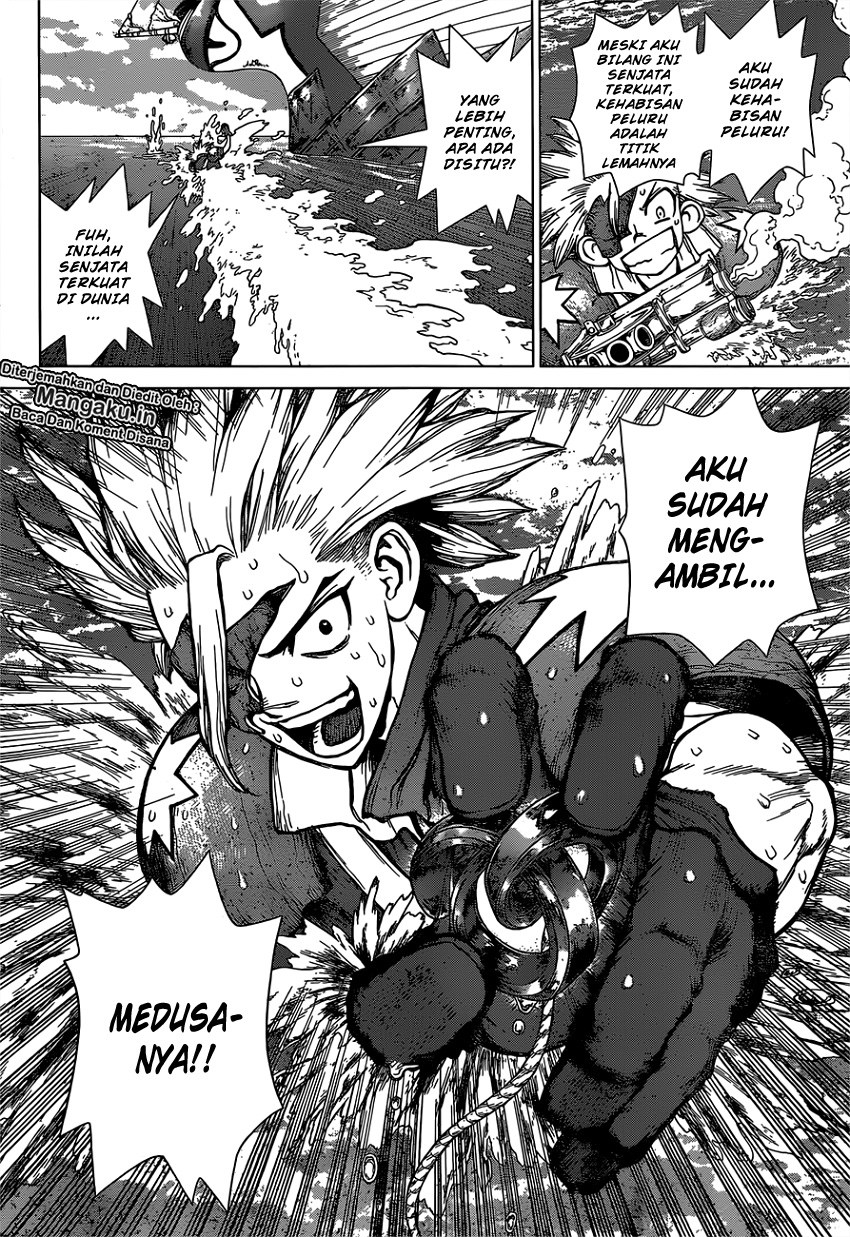 AKU
SUDAH
KEHA-
BISAN
PELURU!
MESKI AKU
BILANG INI
SENJATA
TERKUAT,
KEHABISAN
PELURU
ADALAH
TITIK
LEMAHNYA
YANG
LEBIH
PENTING,
APA ADA
DISITU?!
FUH,
INILAH
SENJATA
TERKUAT
DI DUNIA
...
Diterjemahkan dan Diedit Oleh:
Mangaku.in
Baca Dan Koment Disana
AKU
SUDAH
MENG-
AMBIL...
MEDUSA-
NYA!!